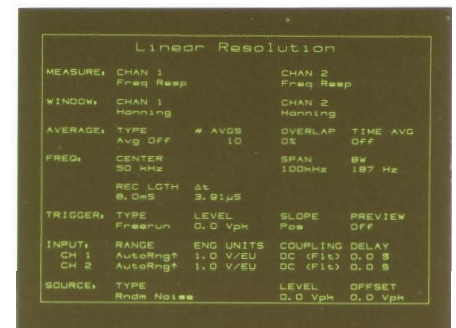 Linear Resolution
MEASURE: CHAN 1 CHAN 2
Freq Resp Freq Resp
WINDOW: CHAN 1 CHAN 2
Hanning Hanning
AVERAGE: TYPE # AVGS OVERLAP TIME AVG
Avg Off 10 0% Off
FREQ: CENTER SPAN BW
50 kHz 100kHz 187 Hz
REC LGTH Δt
8.0mS 3.91µS
TRIGGER: TYPE LEVEL SLOPE PREVIEW
Freerun 0.0 Vpk Pos Off
INPUT: RANGE ENG UNITS COUPLING DELAY
CH 1 AutoRng↑ 1.0 V/EU DC (Flt) 0.0 S
CH 2 AutoRng↑ 1.0 V/EU DC (Flt) 0.0 S
SOURCE: TYPE LEVEL OFFSET
Rndm Noise 0.0 Vpk 0.0 Vpk